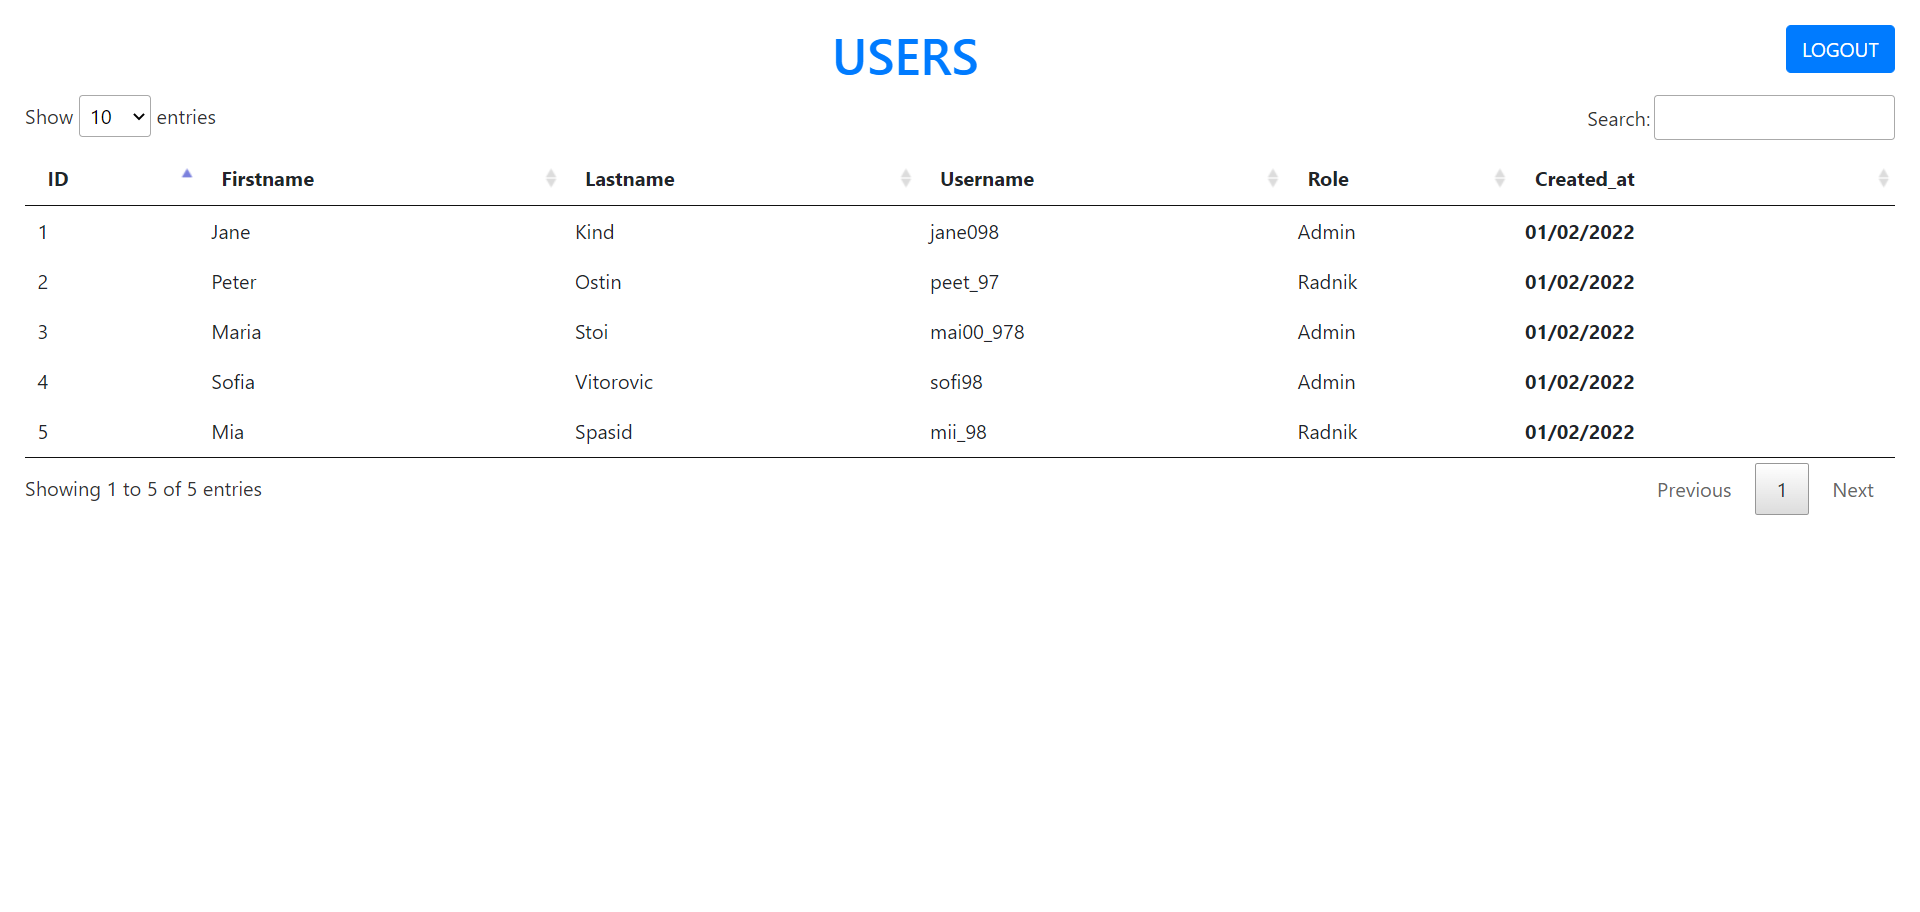 USERS
LOGOUT
Show 10 entries
Search:
ID Firstname Lastname Username Role Created_at
1 Jane Kind jane098 Admin 01/02/2022
2 Peter Ostin peet_97 Radnik 01/02/2022
3 Maria Stoi mai00_978 Admin 01/02/2022
4 Sofia Vitorovic sofi98 Admin 01/02/2022
5 Mia Spasid mii_98 Radnik 01/02/2022
Showing 1 to 5 of 5 entries
Previous 1 Next